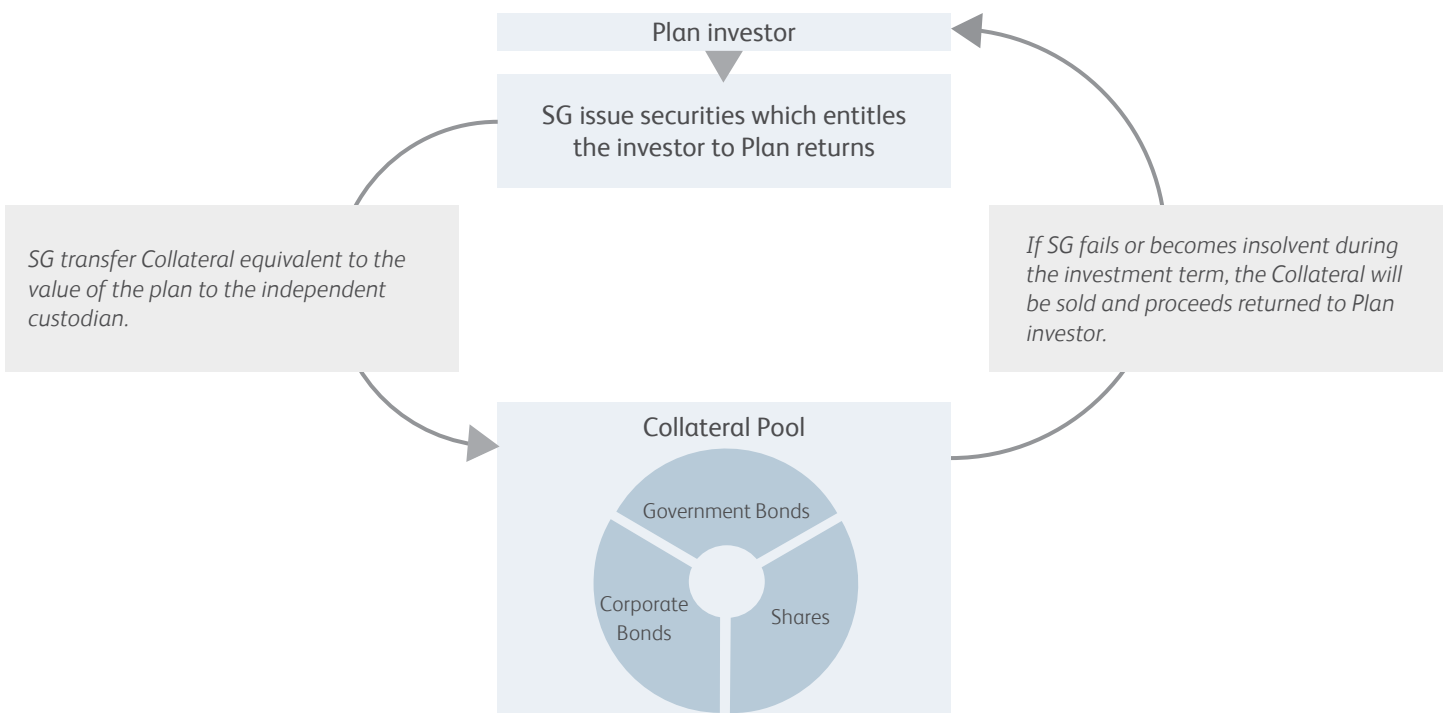 Plan investor
SG issue securities which entitles
the investor to Plan returns
SG transfer Collateral equivalent to the
value of the plan to the independent
custodian.
If SG fails or becomes insolvent during
the investment term, the Collateral will
be sold and proceeds returned to Plan
investor.
Collateral Pool
Government Bonds
Corporate
Bonds
Shares